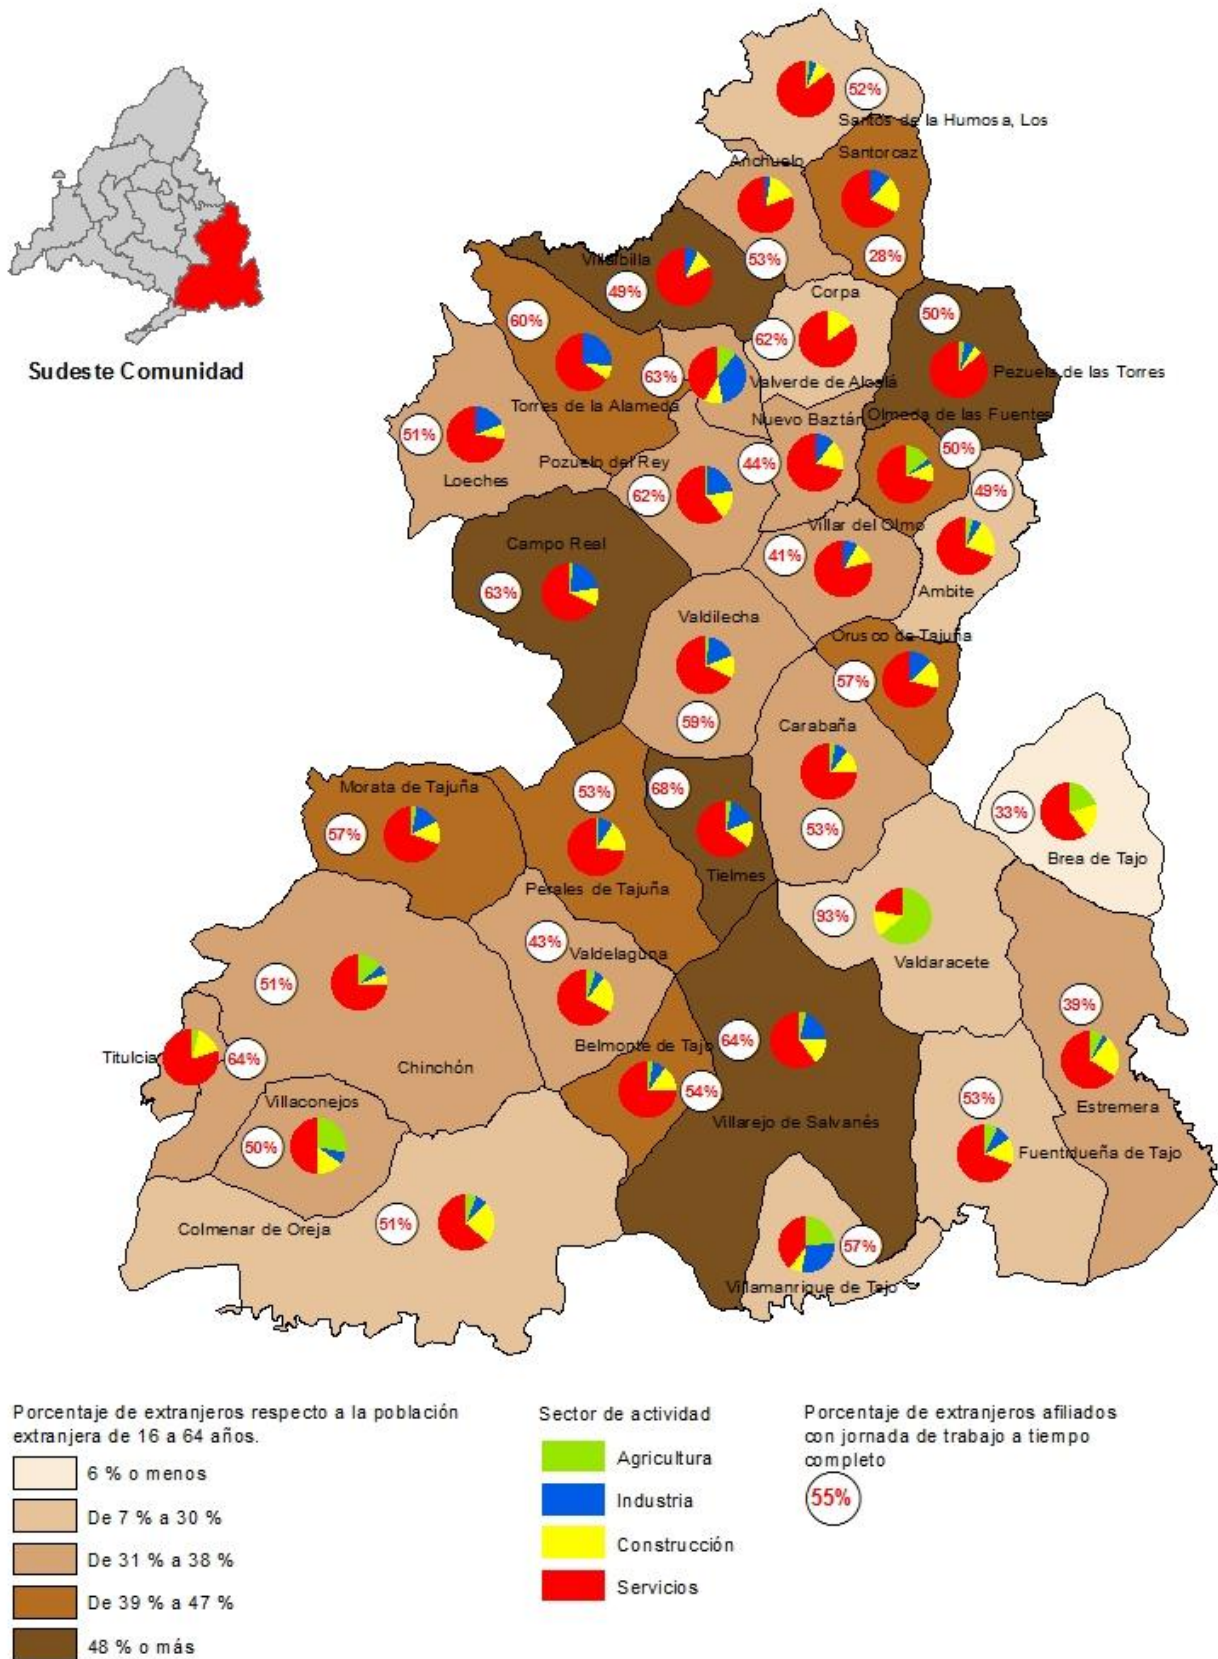 52%
Santos de la Humosa, Los
Anchuelo
Santorcaz
53%
28%
Villalbilla
49%
Corpa
50%
60%
62%
63%
Valverde de Alcalá
Pezuela de las Torres
Torres de la Alameda
Nuevo Baztán
Olmeda de las Fuentes
51%
Loeches
Pozuelo del Rey
44%
50%
62%
49%
Villar del Olmo
Campo Real
41%
63%
Ambite
Valdilecha
Orusco de Tajuña
57%
59%
Carabaña
Morata de Tajuña
53%
68%
57%
53%
33%
Brea de Tajo
Perales de Tajuña
Tielmes
93%
43%
Valdelaguna
Valdaracete
51%
39%
Titulcia
64%
Chinchón
Belmonte de Tajo
64%
54%
Villaconejos
53%
Estremera
50%
Villarejo de Salvanés
Fuentidueña de Tajo
Colmenar de Oreja
51%
57%
Villamanrique de Tajo
Sudeste Comunidad
Porcentaje de extranjeros respecto a la población
extranjera de 16 a 64 años.
6 % o menos
De 7 % a 30 %
De 31 % a 38 %
De 39 % a 47 %
48 % o más
Sector de actividad
Agricultura
Industria
Construcción
Servicios
Porcentaje de extranjeros afiliados
con jornada de trabajo a tiempo
completo
55%